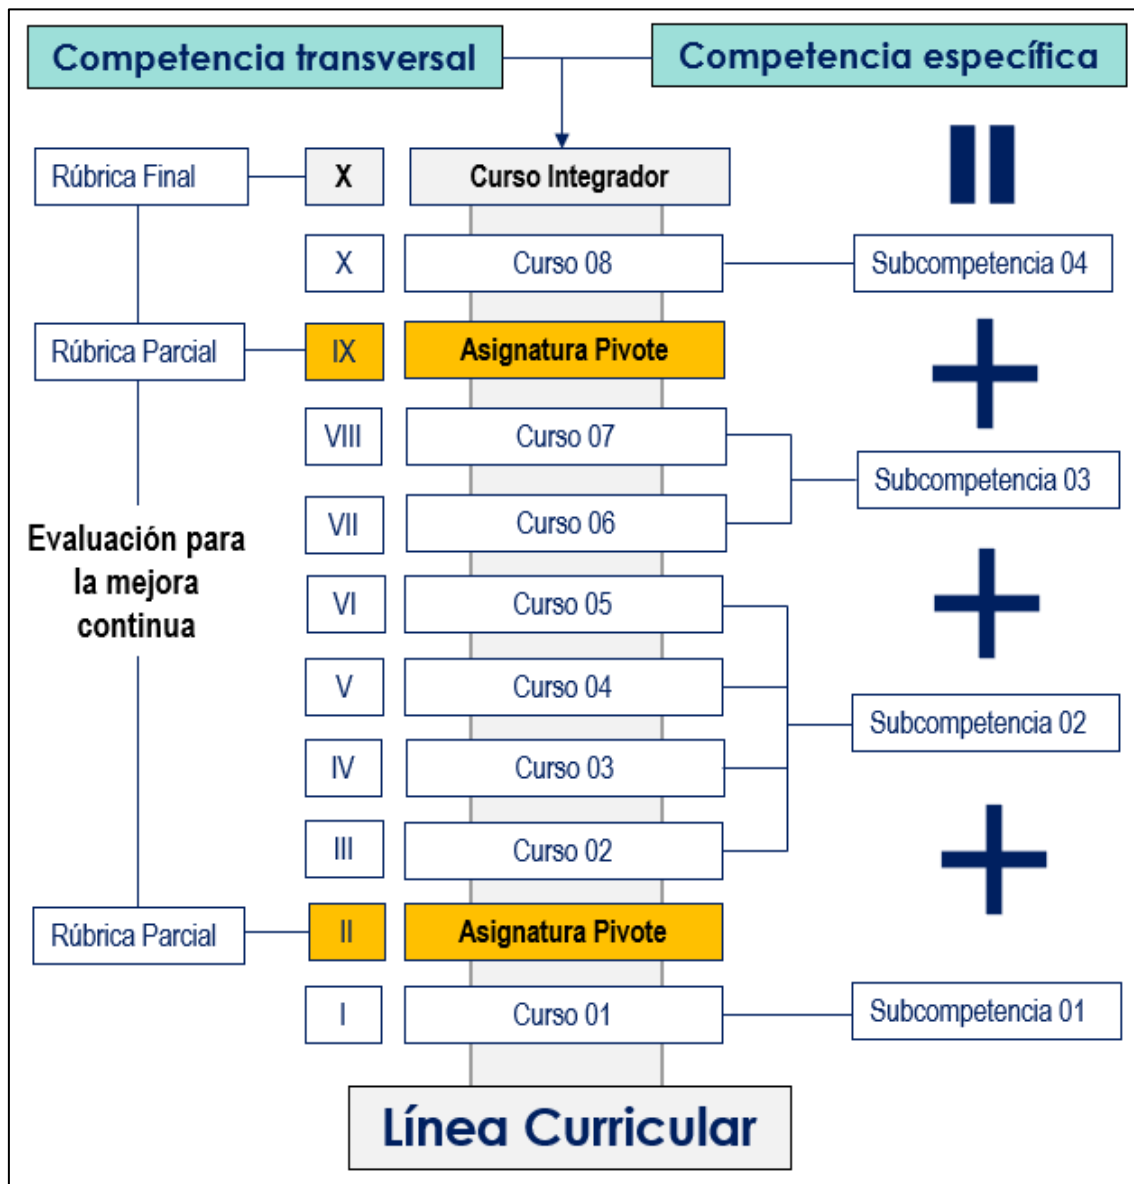 Competencia transversal
Competencia específica
Rúbrica Final
X
Curso Integrador
X
Curso 08
Subcompetencia 04
Rúbrica Parcial
IX
Asignatura Pivote
VIII
Curso 07
Subcompetencia 03
VII
Curso 06
Evaluación para
la mejora
continua
VI
Curso 05
V
Curso 04
Subcompetencia 02
IV
Curso 03
III
Curso 02
Rúbrica Parcial
II
Asignatura Pivote
I
Curso 01
Subcompetencia 01
Línea Curricular